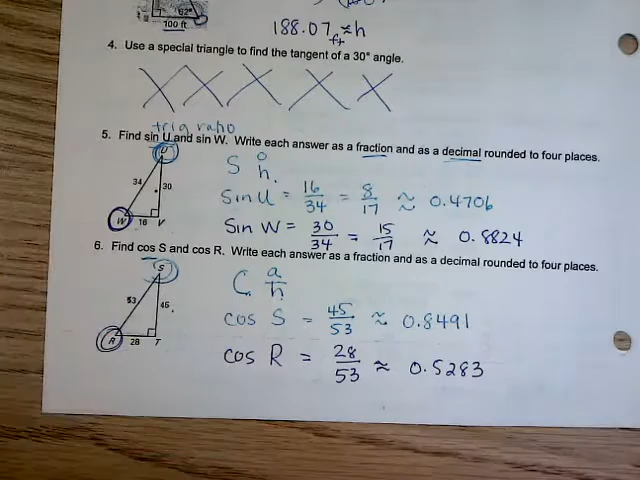 62°
100 ft
188.07 ft ≈ h
4. Use a special triangle to find the tangent of a 30° angle.
X X X X X
trig ratio
5. Find sin U and sin W. Write each answer as a fraction and as a decimal rounded to four places.
U
34
30
W
16
V
S o/h
sin U = 16/34 = 8/17 ≈ 0.4706
sin W = 30/34 = 15/17 ≈ 0.8824
6. Find cos S and cos R. Write each answer as a fraction and as a decimal rounded to four places.
S
53
45
R
28
T
C a/h
cos S = 45/53 ≈ 0.8491
cos R = 28/53 ≈ 0.5283